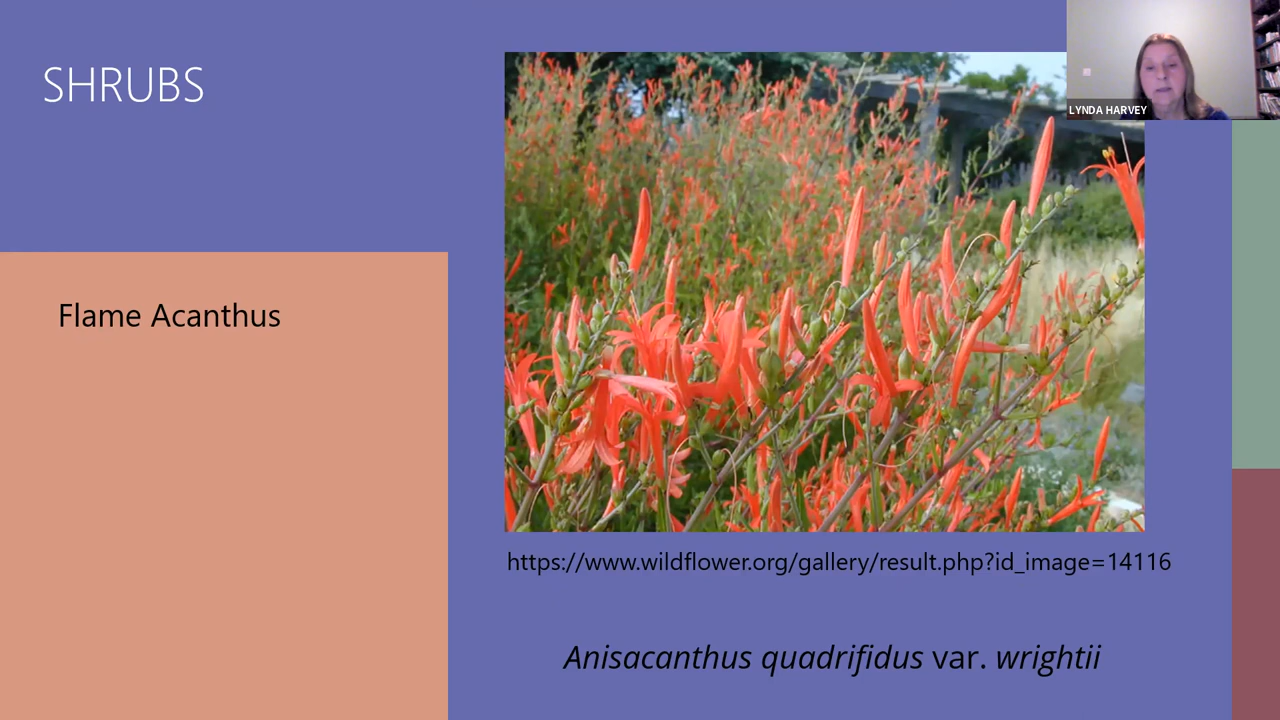 SHRUBS
LYNDA HARVEY
Flame Acanthus
https://www.wildflower.org/gallery/result.php?id_image=14116
Anisacanthus quadrifidus var. wrightii